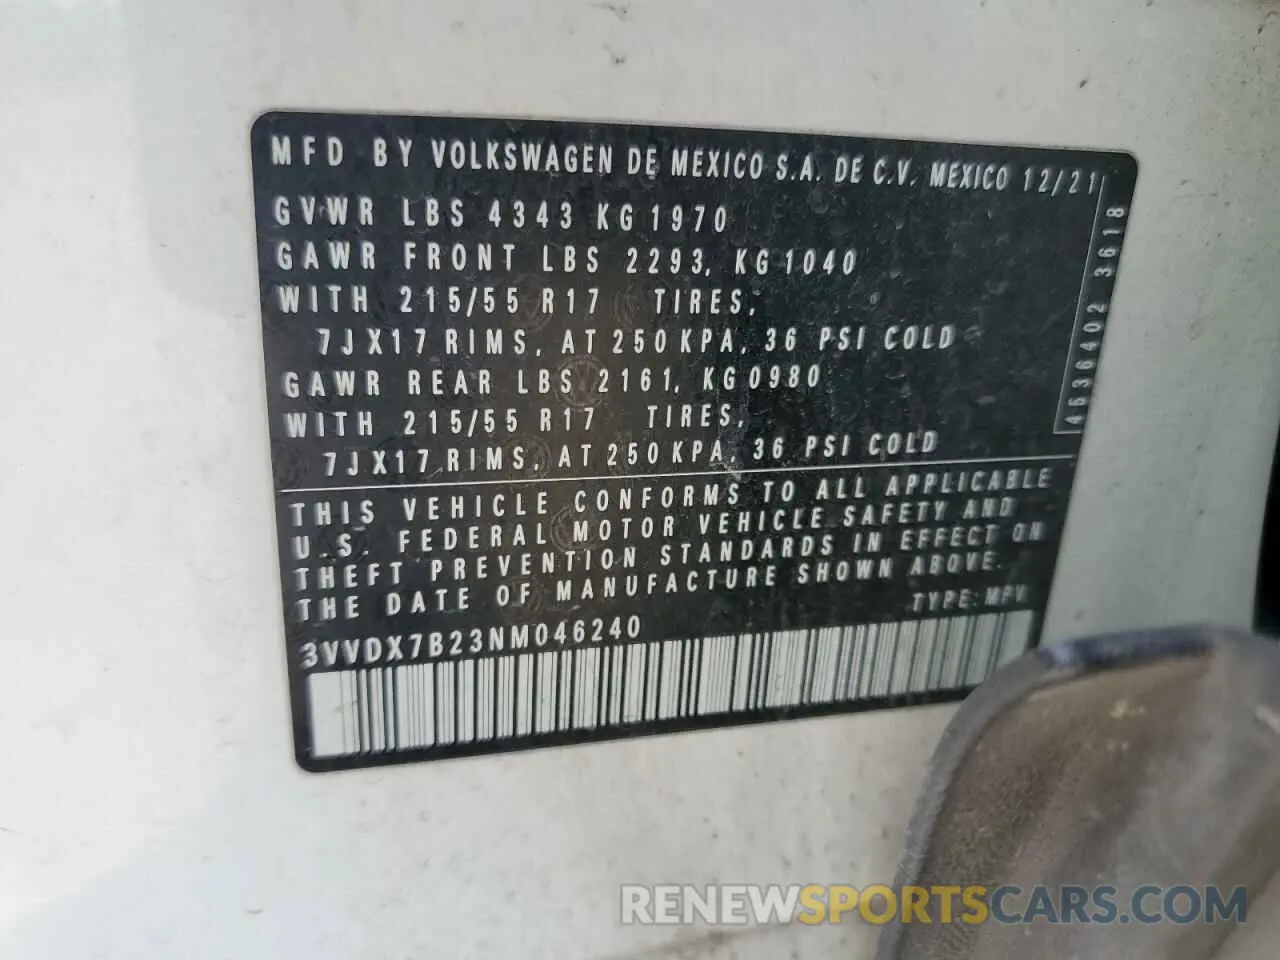 MFD BY VOLKSWAGEN DE MEXICO S.A. DE C.V. MEXICO 12/21
GVWR LBS 4343 KG 1970
GAWR FRONT LBS 2293, KG 1040
WITH 215/55 R17 TIRES,
7JX17 RIMS, AT 250 KPA, 36 PSI COLD
GAWR REAR LBS 2161, KG 0980
WITH 215/55 R17 TIRES,
7JX17 RIMS, AT 250 KPA, 36 PSI COLD
4536402 3618
THIS VEHICLE CONFORMS TO ALL APPLICABLE
U.S. FEDERAL MOTOR VEHICLE SAFETY AND
THEFT PREVENTION STANDARDS IN EFFECT ON
THE DATE OF MANUFACTURE SHOWN ABOVE.
TYPE: MPV
3VVDX7B23NM046240
RENEWSPORTSCARS.COM